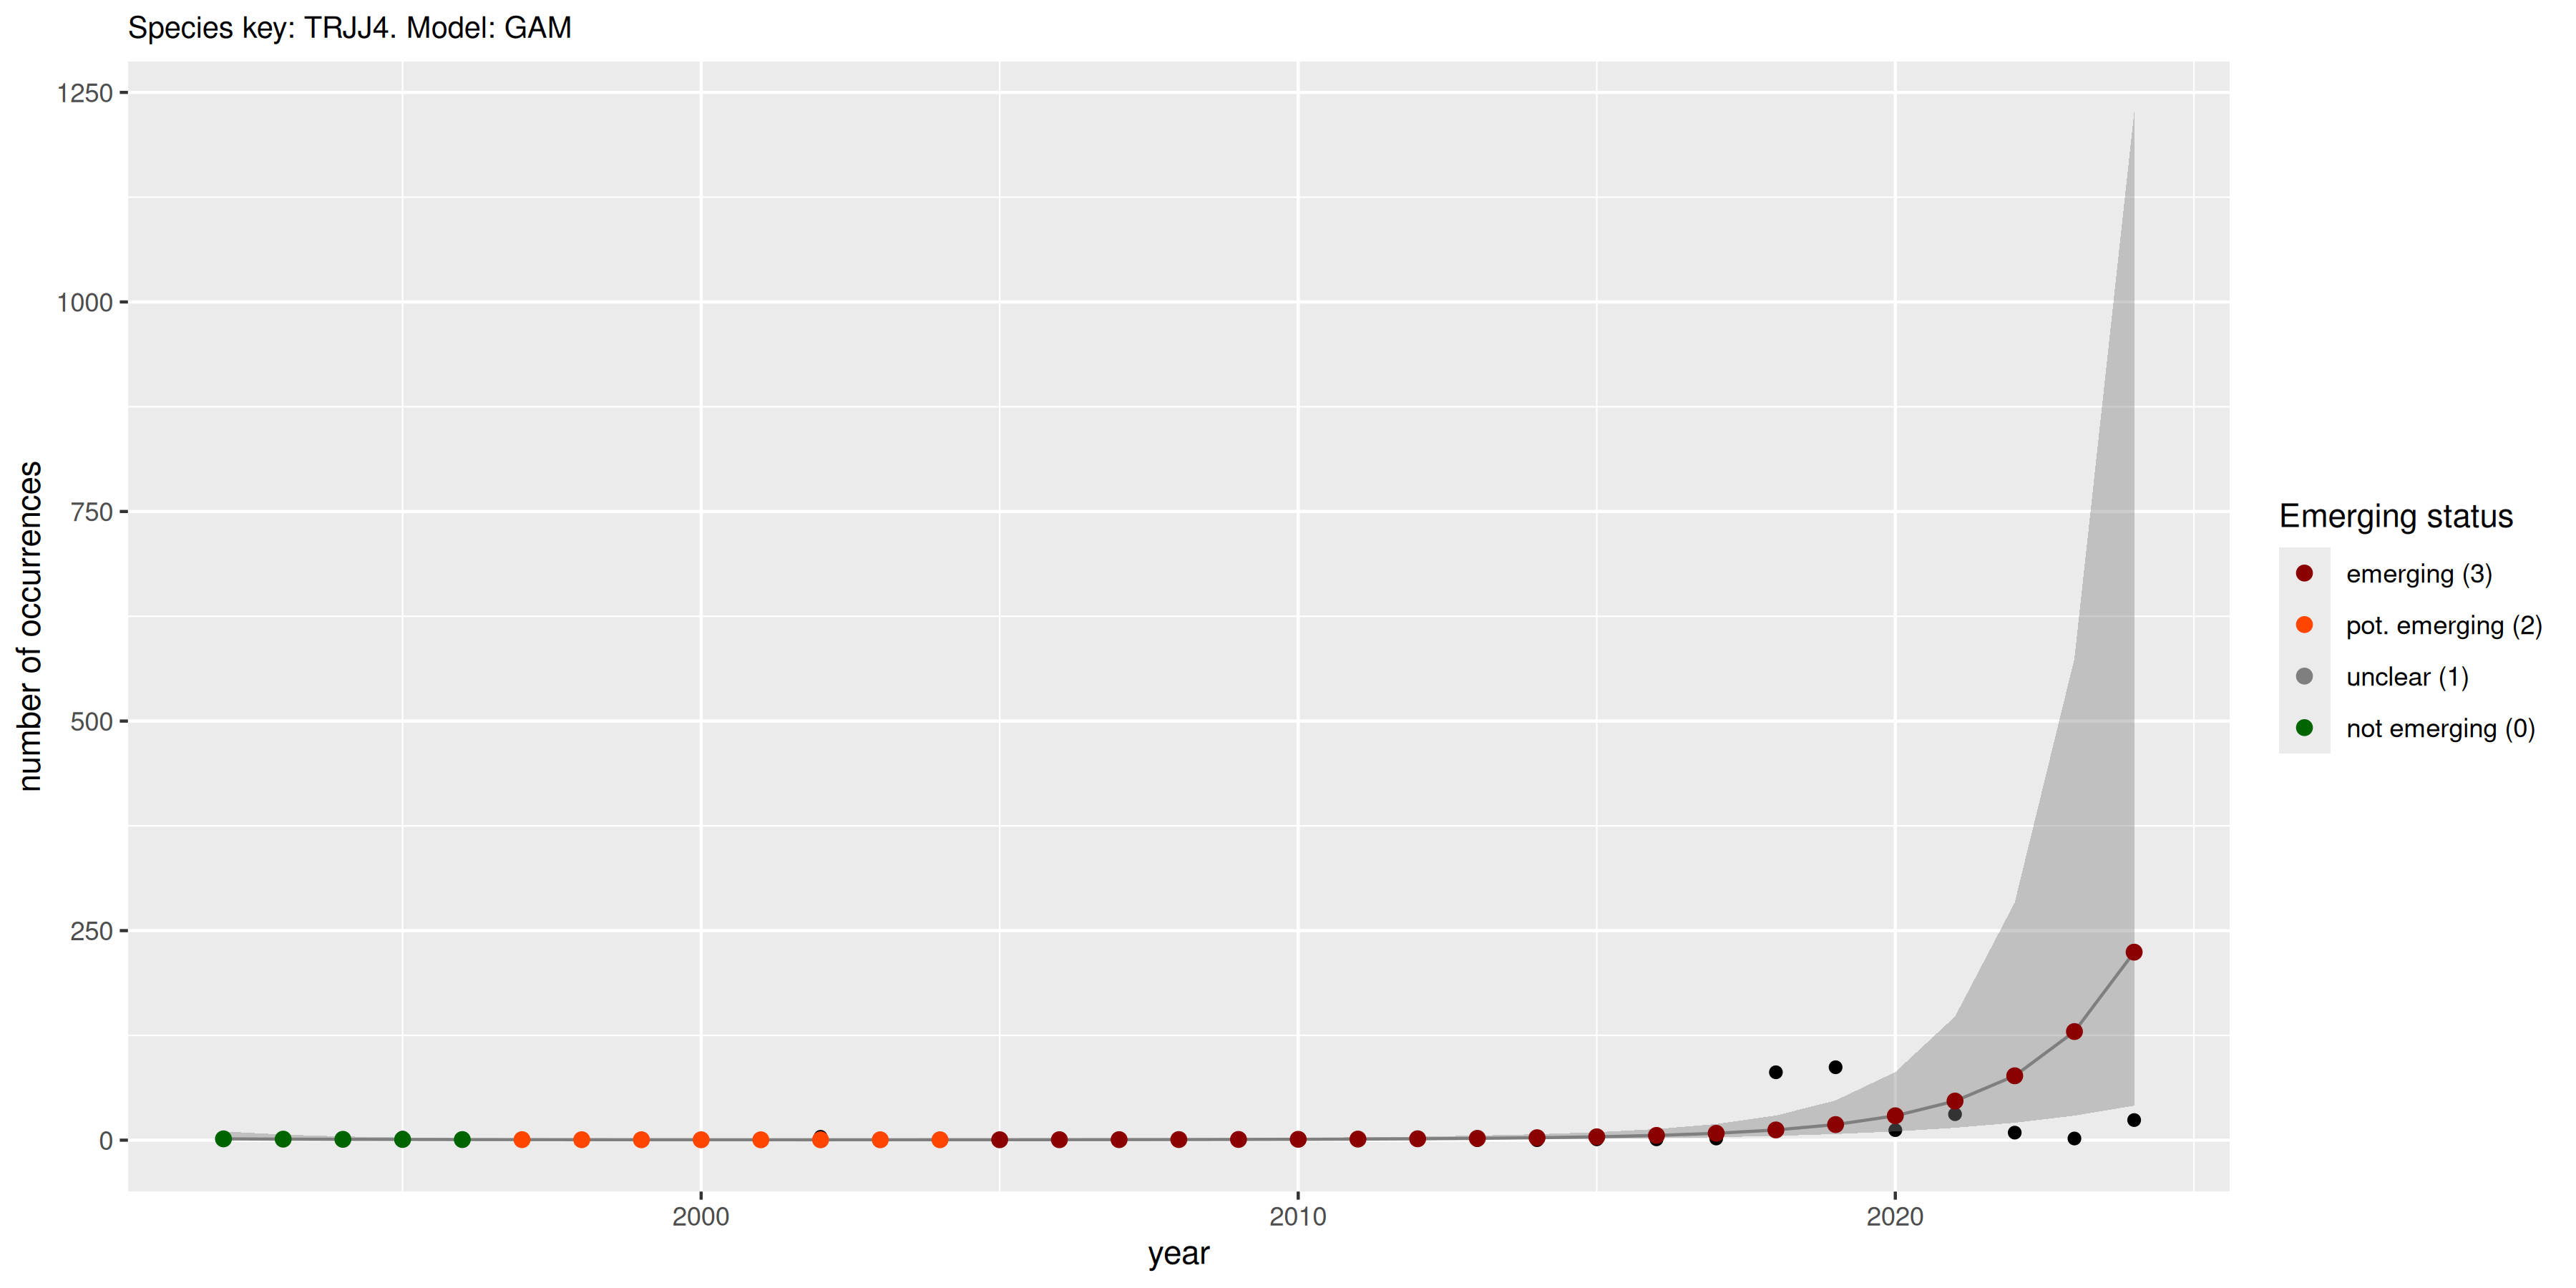 Species key: TRJJ4. Model: GAM
1250
1000
750
500
250
0
number of occurrences
2000
2010
2020
year
Emerging status
emerging (3)
pot. emerging (2)
unclear (1)
not emerging (0)